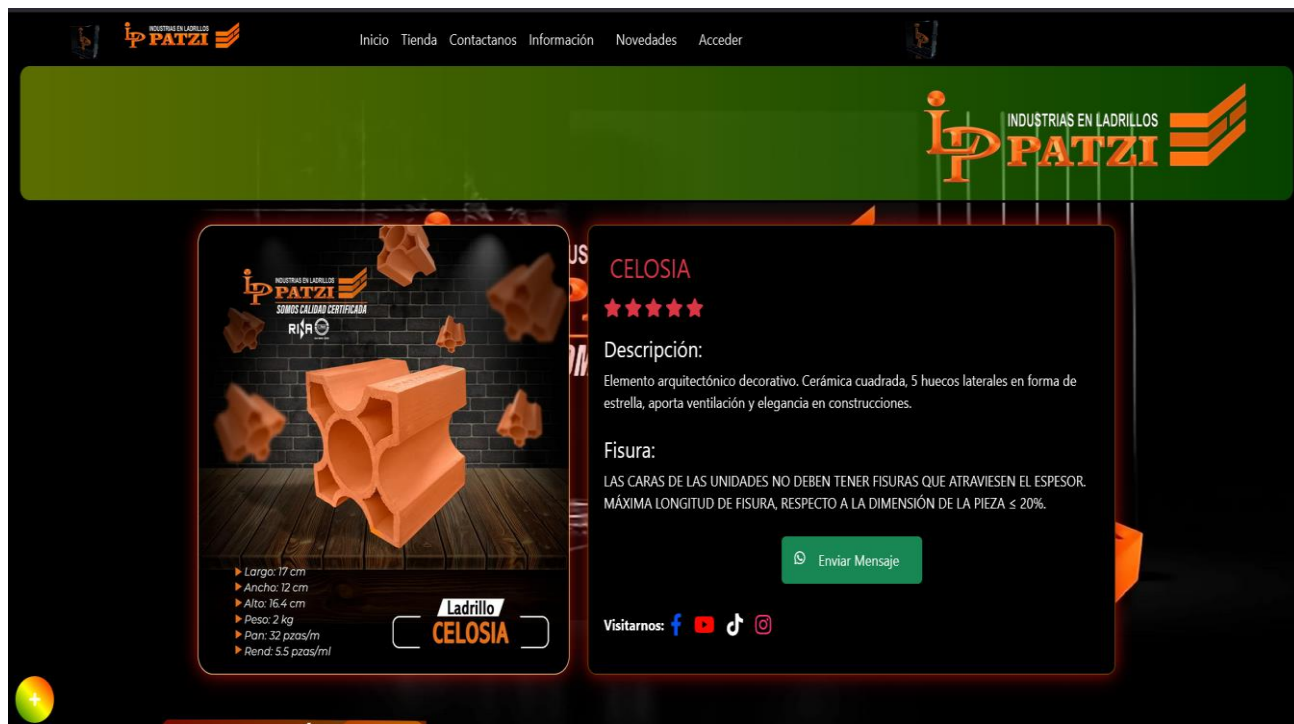 INDUSTRIAS EN LADRILLOS
PATZI
Inicio Tienda Contactanos Información Novedades Acceder
LP INDUSTRIAS EN LADRILLOS
PATZI
LP INDUSTRIAS EN LADRILLOS
PATZI
SOMOS CALIDAD CERTIFICADA
Largo: 17 cm
Ancho: 12 cm
Alto: 16.4 cm
Peso: 2 kg
Pan: 32 pzas/m
Rend: 5.5 pzas/ml
Ladrillo
CELOSIA
US
CELOSIA
Descripción:
Elemento arquitectónico decorativo. Cerámica cuadrada, 5 huecos laterales en forma de
estrella, aporta ventilación y elegancia en construcciones.
Fisura:
LAS CARAS DE LAS UNIDADES NO DEBEN TENER FISURAS QUE ATRAVIESEN EL ESPESOR.
MÁXIMA LONGITUD DE FISURA, RESPECTO A LA DIMENSIÓN DE LA PIEZA ≤ 20%.
Enviar Mensaje
Visitarnos:
+